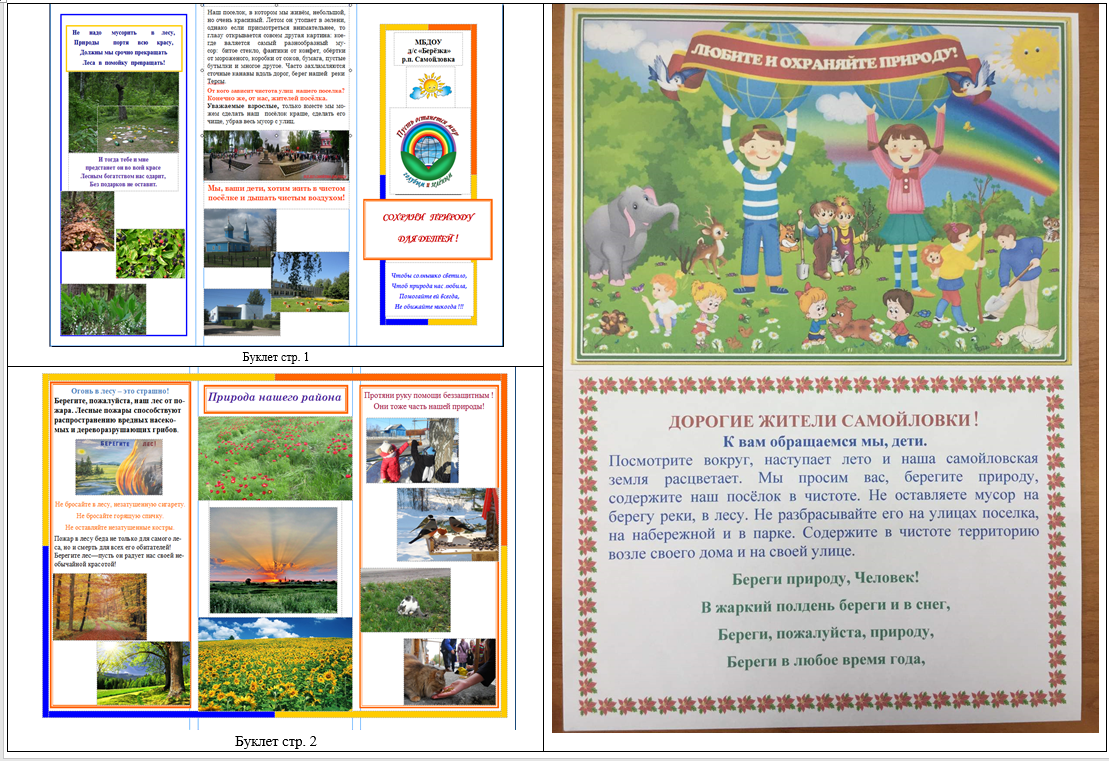 Не надо мусорить в лесу,
Природы порти всю красу,
Должны мы срочно прекращать
Леса в помойку превращать!
И тогда тебе и мне
предстанет он во всей красе
Лесным богатством нас одарит,
Без подарков не оставит.
Наш поселок, в котором мы живём, небольшой,
но очень красивый. Летом он утопает в зелени,
однако если присмотреться внимательнее, то
глазу открывается совсем другая картина: кое-
где валяется самый разнообразный му-
сор: битое стекло, фантики от конфет, обёртки
от мороженого, коробки от соков, бумага, пустые
бутылки и многое другое. Часто захламляются
сточные канавы вдоль дорог, берег нашей реки
Терсы.
От кого зависит чистота улиц нашего поселка?
Конечно же, от нас, жителей посёлка.
Уважаемые взрослые, только вместе мы мо-
жем сделать наш посёлок краше, сделать его
чище, убрав весь мусор с улиц.
Мы, ваши дети, хотим жить в чистом
посёлке и дышать чистым воздухом!
МБДОУ
д/с «Берёзка»
р.п. Самойловка
Пусть останется мир
СОХРАНИ ПРИРОДУ
ДЛЯ ДЕТЕЙ !
Чтобы солнышко светило,
Чтоб природа нас любила,
Помогайте ей всегда,
Не обижайте никогда !!!
Буклет стр. 1
Огонь в лесу – это страшно!
Берегите, пожалуйста, наш лес от по-
жара. Лесные пожары способствуют
распространению вредных насеко-
мых и дереворазрушающих грибов.
БЕРЕГИТЕ ЛЕС!
Не бросайте в лесу, незатушенную сигарету.
Не бросайте горящую спичку.
Не оставляйте незатушенные костры.
Пожар в лесу беда не только для самого ле-
са, но и смерть для всех его обитателей!
Берегите лес—пусть он радует нас своей не-
обычайной красотой!
Природа нашего района
Протяни руку помощи беззащитным !
Они тоже часть нашей природы!
Буклет стр. 2
ЛЮБИТЕ И ОХРАНЯЙТЕ ПРИРОДУ!
ДОРОГИЕ ЖИТЕЛИ САМОЙЛОВКИ !
К вам обращаемся мы, дети.
Посмотрите вокруг, наступает лето и наша самойловская
земля расцветает. Мы просим вас, берегите природу,
содержите наш посёлок в чистоте. Не оставляете мусор на
берегу реки, в лесу. Не разбрасывайте его на улицах поселка,
на набережной и в парке. Содержите в чистоте территорию
возле своего дома и на своей улице.
Береги природу, Человек!
В жаркий полдень береги и в снег,
Береги, пожалуйста, природу,
Береги в любое время года,